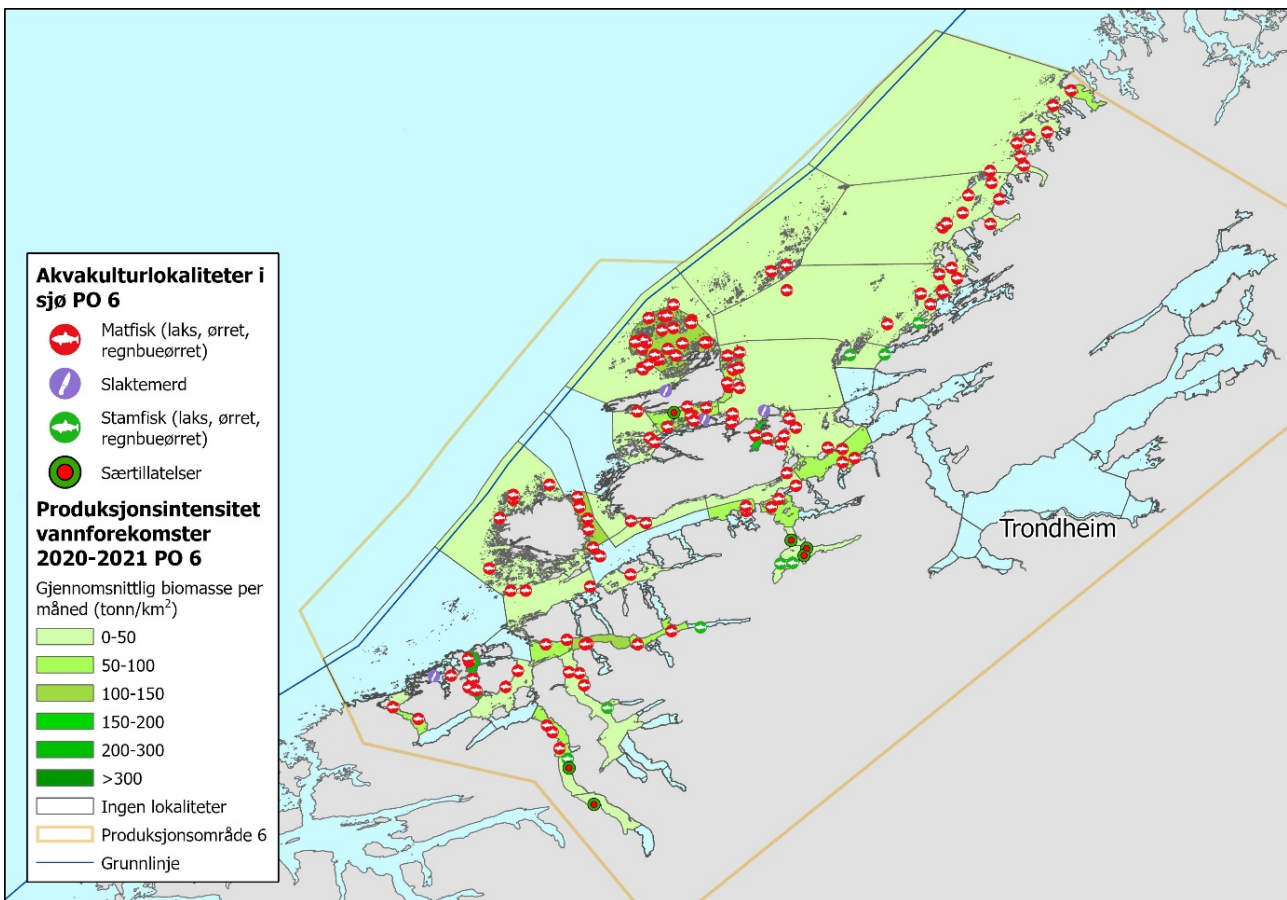 Akvakulturlokaliteter i
sjø PO 6
Matfisk (laks, ørret,
regnbueørret)
Slaktemerd
Stamfisk (laks, ørret,
regnbueørret)
Særtillatelser
Produksjonsintensitet
vannforekomster
2020-2021 PO 6
Gjennomsnittlig biomasse per
måned (tonn/km²)
0-50
50-100
100-150
150-200
200-300
>300
Ingen lokaliteter
Produksjonsområde 6
Grunnlinje
Trondheim